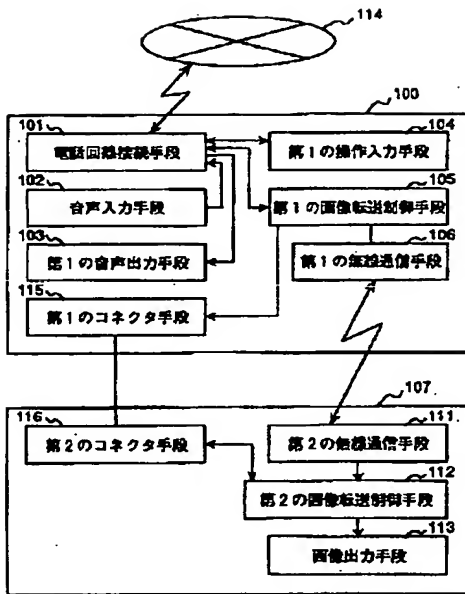 114
100
101
電話回線接続手段
104
第1の操作入力手段
102
音声入力手段
105
第1の画像転送制御手段
103
第1の音声出力手段
106
第1の無線通信手段
115
第1のコネクタ手段
107
116
第2のコネクタ手段
111
第2の無線通信手段
112
第2の画像転送制御手段
113
画像出力手段